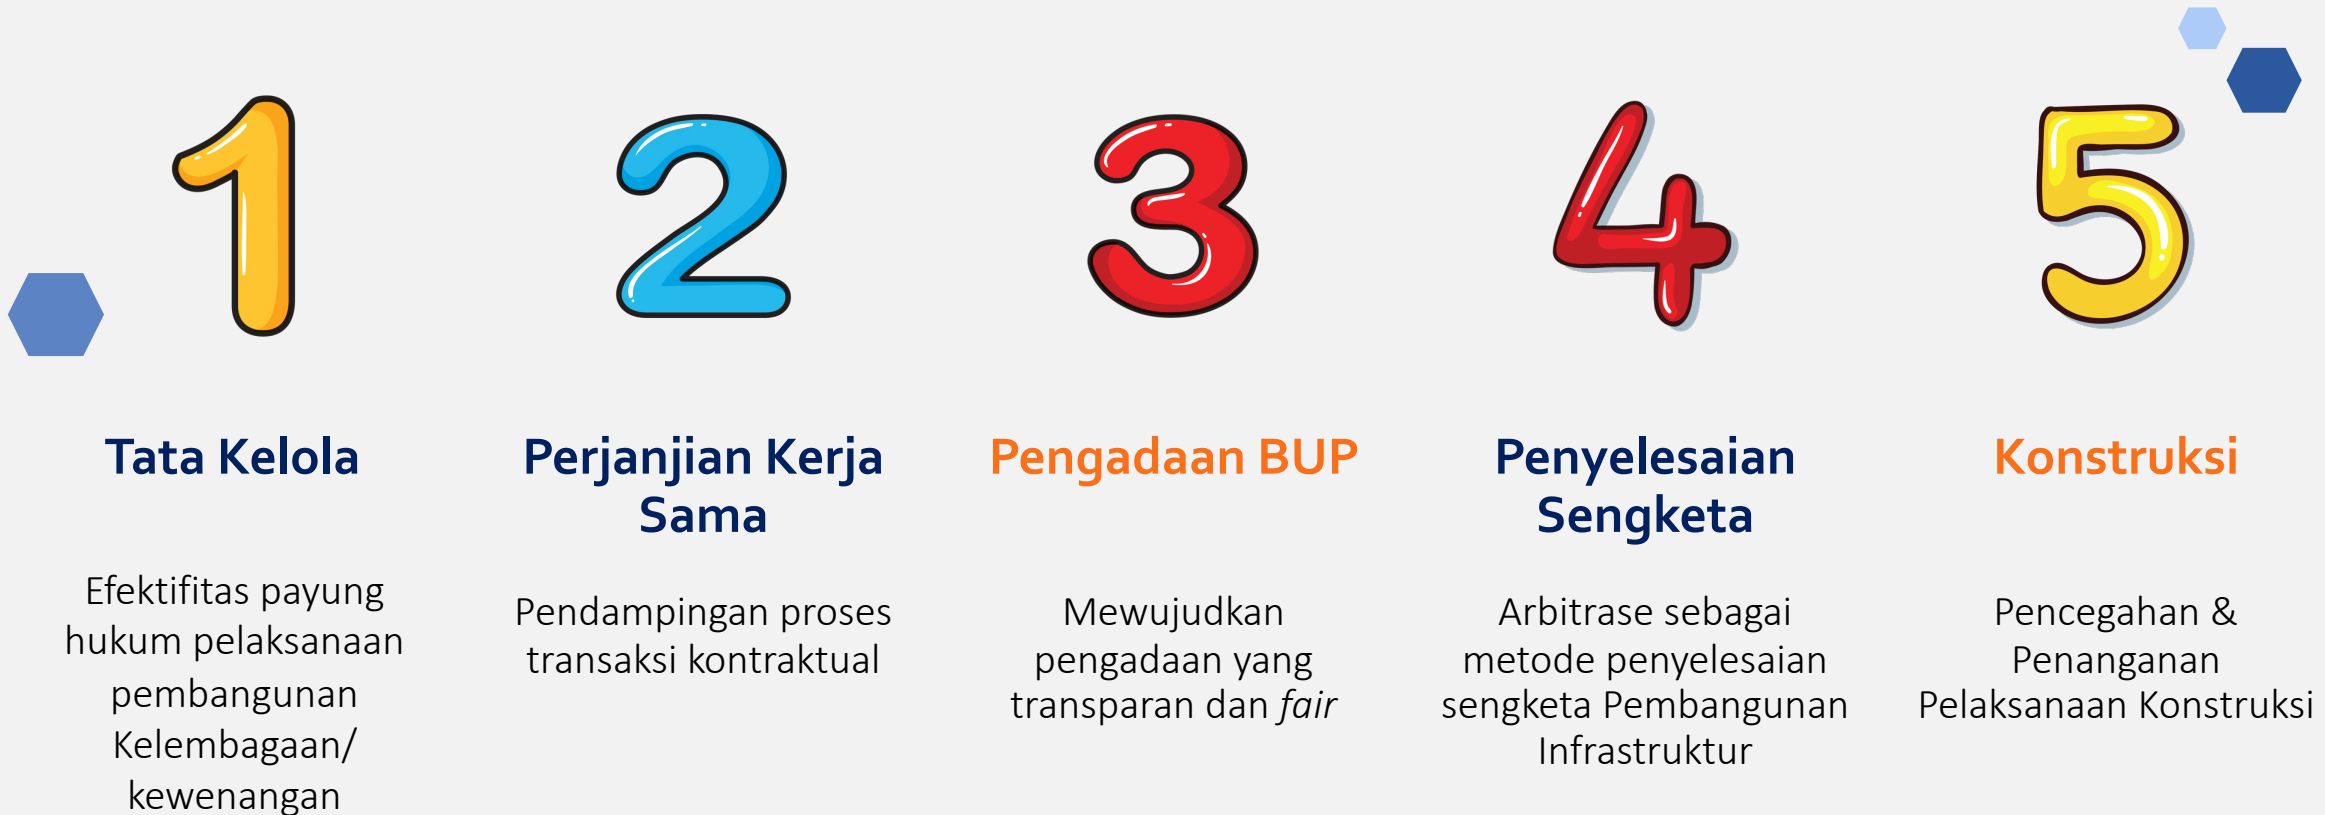 1
Tata Kelola
Efektifitas payung
hukum pelaksanaan
pembangunan
Kelembagaan/
kewenangan
2
Perjanjian Kerja
Sama
Pendampingan proses
transaksi kontraktual
3
Pengadaan BUP
Mewujudkan
pengadaan yang
transparan dan fair
4
Penyelesaian
Sengketa
Arbitrase sebagai
metode penyelesaian
sengketa Pembangunan
Infrastruktur
5
Konstruksi
Pencegahan &
Penanganan
Pelaksanaan Konstruksi